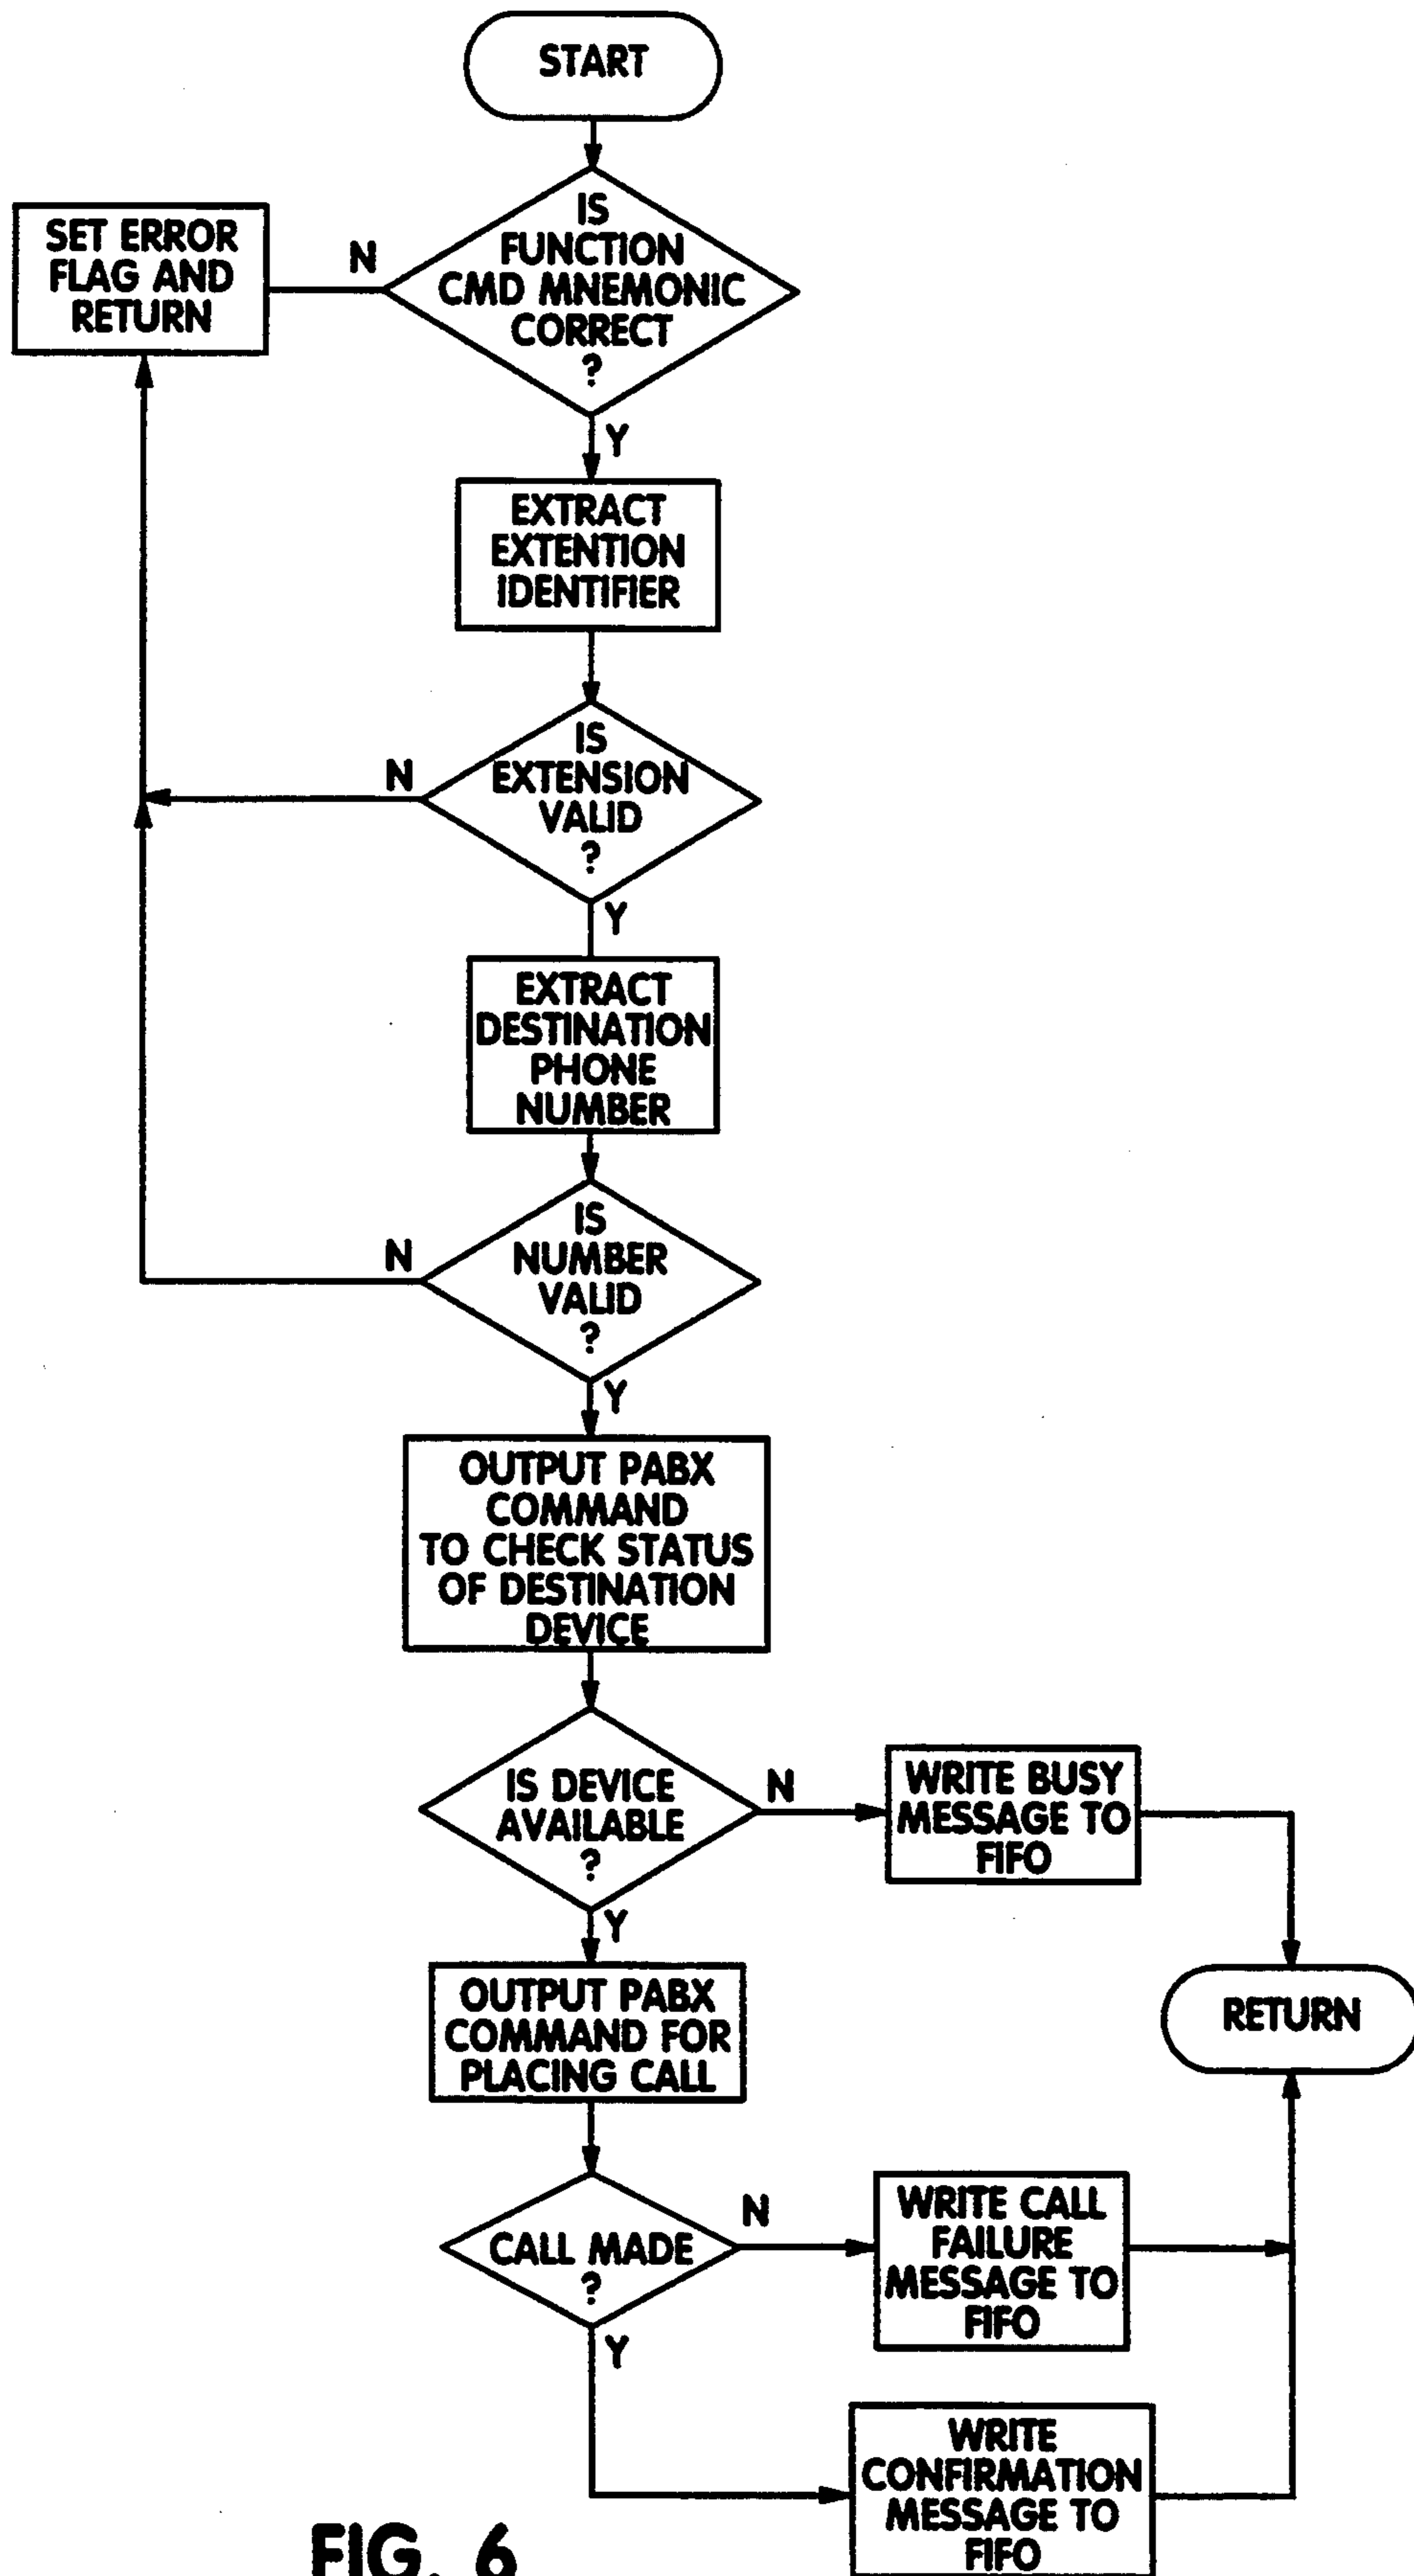 START
IS
FUNCTION
CMD MNEMONIC
CORRECT
?
N
SET ERROR
FLAG AND
RETURN
Y
EXTRACT
EXTENTION
IDENTIFIER
IS
EXTENSION
VALID
?
N
Y
EXTRACT
DESTINATION
PHONE
NUMBER
IS
NUMBER
VALID
?
N
Y
OUTPUT PABX
COMMAND
TO CHECK STATUS
OF DESTINATION
DEVICE
IS DEVICE
AVAILABLE
?
N
WRITE BUSY
MESSAGE TO
FIFO
Y
OUTPUT PABX
COMMAND FOR
PLACING CALL
RETURN
CALL MADE
?
N
WRITE CALL
FAILURE
MESSAGE TO
FIFO
Y
WRITE
CONFIRMATION
MESSAGE TO
FIFO
FIG. 6